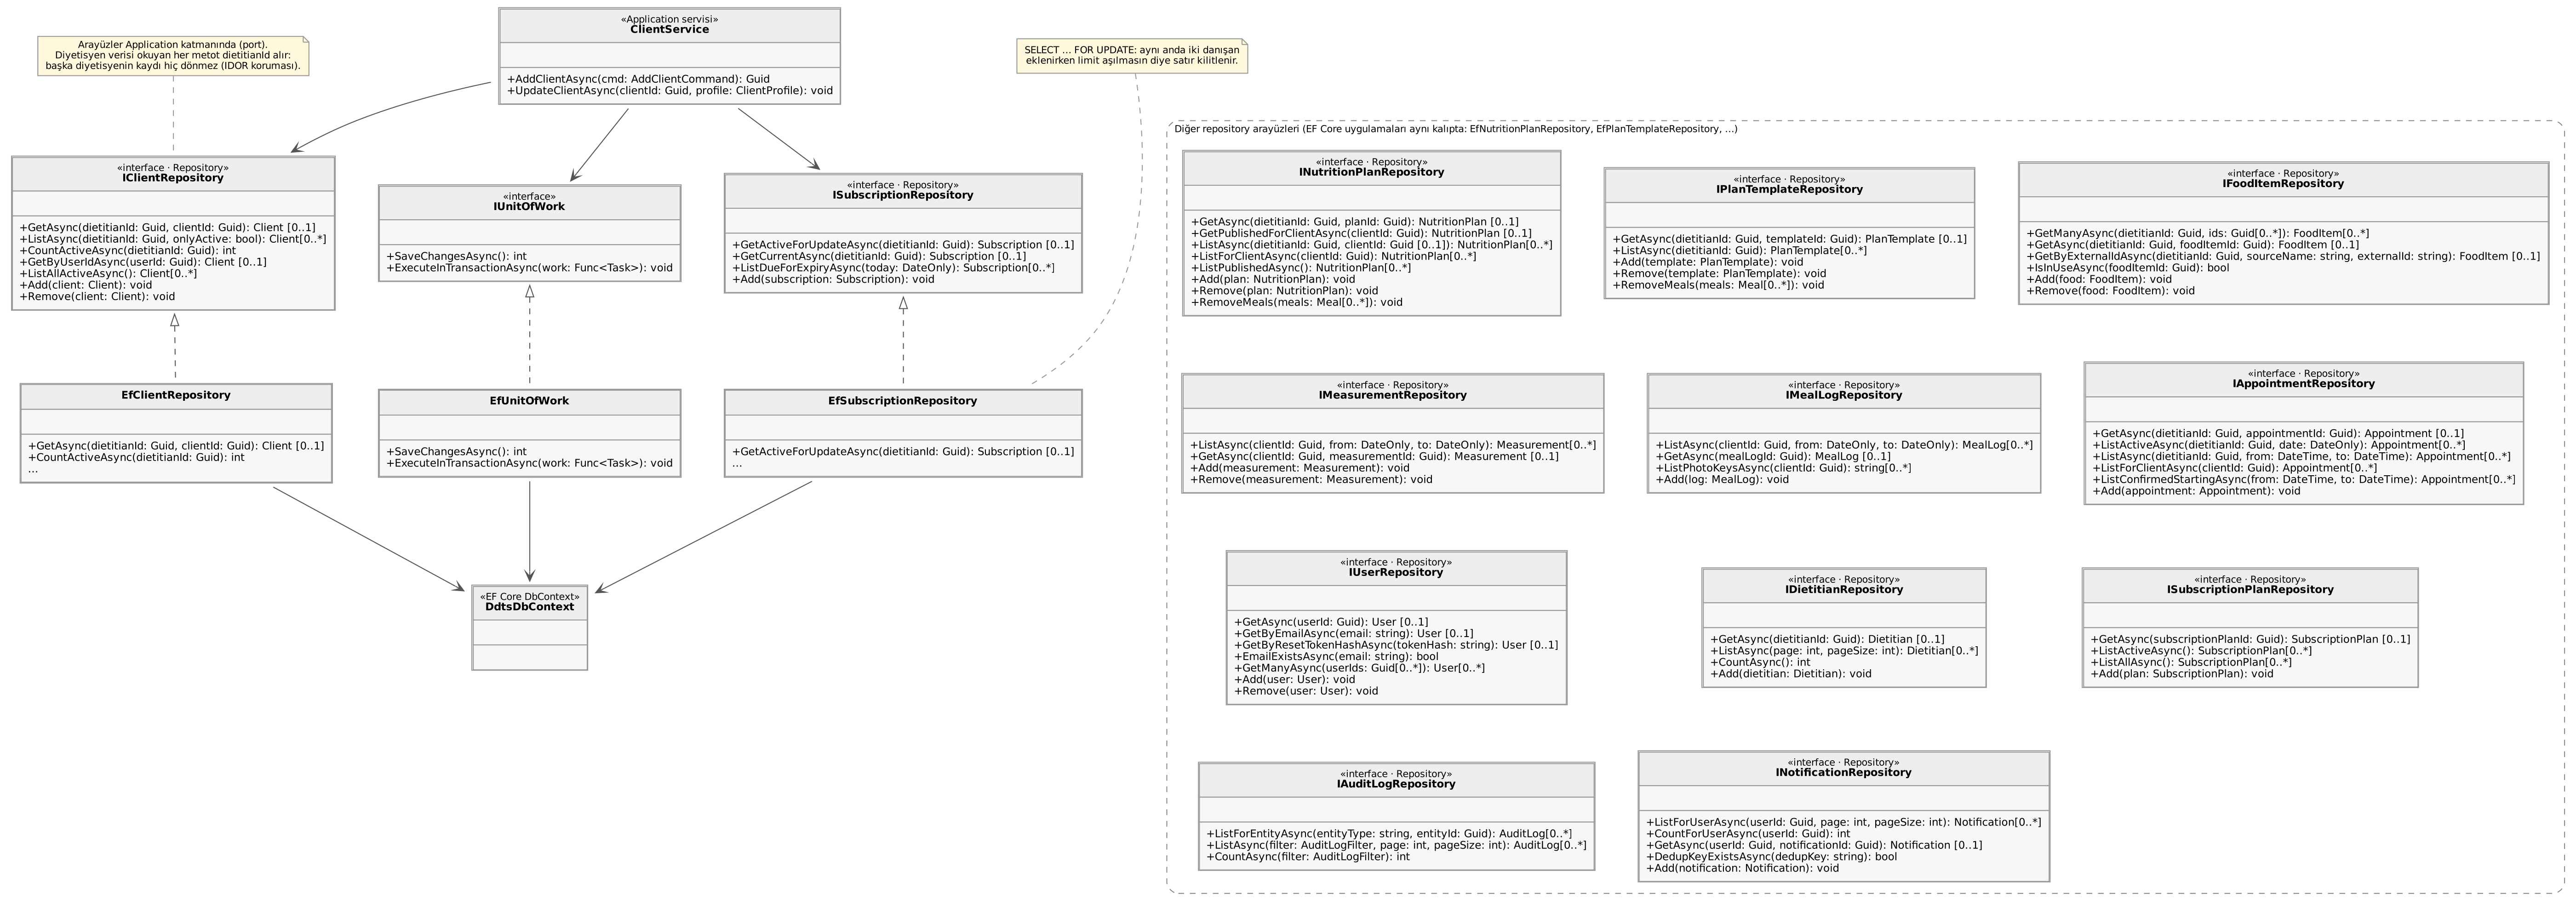 Arayüzler Application katmanında (port).
Diyetisyen verisi okuyan her metot dietitianId alır:
başka diyetisyenin kaydı hiç dönmez (IDOR koruması).
«Application servisi»
ClientService
+AddClientAsync(cmd: AddClientCommand): Guid
+UpdateClientAsync(clientId: Guid, profile: ClientProfile): void
SELECT … FOR UPDATE: aynı anda iki danışan
eklenirken limit aşılmasın diye satır kilitlenir.
«interface · Repository»
IClientRepository
+GetAsync(dietitianId: Guid, clientId: Guid): Client [0..1]
+ListAsync(dietitianId: Guid, onlyActive: bool): Client[0..*]
+CountActiveAsync(dietitianId: Guid): int
+GetByUserIdAsync(userId: Guid): Client [0..1]
+ListAllActiveAsync(): Client[0..*]
+Add(client: Client): void
+Remove(client: Client): void
«interface»
IUnitOfWork
+SaveChangesAsync(): int
+ExecuteInTransactionAsync(work: Func<Task>): void
«interface · Repository»
ISubscriptionRepository
+GetActiveForUpdateAsync(dietitianId: Guid): Subscription [0..1]
+GetCurrentAsync(dietitianId: Guid): Subscription [0..1]
+ListDueForExpiryAsync(today: DateOnly): Subscription[0..*]
+Add(subscription: Subscription): void
EfClientRepository
+GetAsync(dietitianId: Guid, clientId: Guid): Client [0..1]
+CountActiveAsync(dietitianId: Guid): int
…
EfUnitOfWork
+SaveChangesAsync(): int
+ExecuteInTransactionAsync(work: Func<Task>): void
EfSubscriptionRepository
+GetActiveForUpdateAsync(dietitianId: Guid): Subscription [0..1]
…
«EF Core DbContext»
DdtsDbContext
Diğer repository arayüzleri (EF Core uygulamaları aynı kalıpta: EfNutritionPlanRepository, EfPlanTemplateRepository, …)
«interface · Repository»
INutritionPlanRepository
+GetAsync(dietitianId: Guid, planId: Guid): NutritionPlan [0..1]
+GetPublishedForClientAsync(clientId: Guid): NutritionPlan [0..1]
+ListAsync(dietitianId: Guid, clientId: Guid [0..1]): NutritionPlan[0..*]
+ListForClientAsync(clientId: Guid): NutritionPlan[0..*]
+ListPublishedAsync(): NutritionPlan[0..*]
+Add(plan: NutritionPlan): void
+Remove(plan: NutritionPlan): void
+RemoveMeals(meals: Meal[0..*]): void
«interface · Repository»
IPlanTemplateRepository
+GetAsync(dietitianId: Guid, templateId: Guid): PlanTemplate [0..1]
+ListAsync(dietitianId: Guid): PlanTemplate[0..*]
+Add(template: PlanTemplate): void
+Remove(template: PlanTemplate): void
+RemoveMeals(meals: Meal[0..*]): void
«interface · Repository»
IFoodItemRepository
+GetManyAsync(dietitianId: Guid, ids: Guid[0..*]): FoodItem[0..*]
+GetAsync(dietitianId: Guid, foodItemId: Guid): FoodItem [0..1]
+GetByExternalIdAsync(dietitianId: Guid, sourceName: string, externalId: string): FoodItem [0..1]
+IsInUseAsync(foodItemId: Guid): bool
+Add(food: FoodItem): void
+Remove(food: FoodItem): void
«interface · Repository»
IMeasurementRepository
+ListAsync(clientId: Guid, from: DateOnly, to: DateOnly): Measurement[0..*]
+GetAsync(clientId: Guid, measurementId: Guid): Measurement [0..1]
+Add(measurement: Measurement): void
+Remove(measurement: Measurement): void
«interface · Repository»
IMealLogRepository
+ListAsync(clientId: Guid, from: DateOnly, to: DateOnly): MealLog[0..*]
+GetAsync(mealLogId: Guid): MealLog [0..1]
+ListPhotoKeysAsync(clientId: Guid): string[0..*]
+Add(log: MealLog): void
«interface · Repository»
IAppointmentRepository
+GetAsync(dietitianId: Guid, appointmentId: Guid): Appointment [0..1]
+ListActiveAsync(dietitianId: Guid, date: DateOnly): Appointment[0..*]
+ListAsync(dietitianId: Guid, from: DateTime, to: DateTime): Appointment[0..*]
+ListForClientAsync(clientId: Guid): Appointment[0..*]
+ListConfirmedStartingAsync(from: DateTime, to: DateTime): Appointment[0..*]
+Add(appointment: Appointment): void
«interface · Repository»
IUserRepository
+GetAsync(userId: Guid): User [0..1]
+GetByEmailAsync(email: string): User [0..1]
+GetByResetTokenHashAsync(tokenHash: string): User [0..1]
+EmailExistsAsync(email: string): bool
+GetManyAsync(userIds: Guid[0..*]): User[0..*]
+Add(user: User): void
+Remove(user: User): void
«interface · Repository»
IDietitianRepository
+GetAsync(dietitianId: Guid): Dietitian [0..1]
+ListAsync(page: int, pageSize: int): Dietitian[0..*]
+CountAsync(): int
+Add(dietitian: Dietitian): void
«interface · Repository»
ISubscriptionPlanRepository
+GetAsync(subscriptionPlanId: Guid): SubscriptionPlan [0..1]
+ListActiveAsync(): SubscriptionPlan[0..*]
+ListAllAsync(): SubscriptionPlan[0..*]
+Add(plan: SubscriptionPlan): void
«interface · Repository»
IAuditLogRepository
+ListForEntityAsync(entityType: string, entityId: Guid): AuditLog[0..*]
+ListAsync(filter: AuditLogFilter, page: int, pageSize: int): AuditLog[0..*]
+CountAsync(filter: AuditLogFilter): int
«interface · Repository»
INotificationRepository
+ListForUserAsync(userId: Guid, page: int, pageSize: int): Notification[0..*]
+CountForUserAsync(userId: Guid): int
+GetAsync(userId: Guid, notificationId: Guid): Notification [0..1]
+DedupKeyExistsAsync(dedupKey: string): bool
+Add(notification: Notification): void